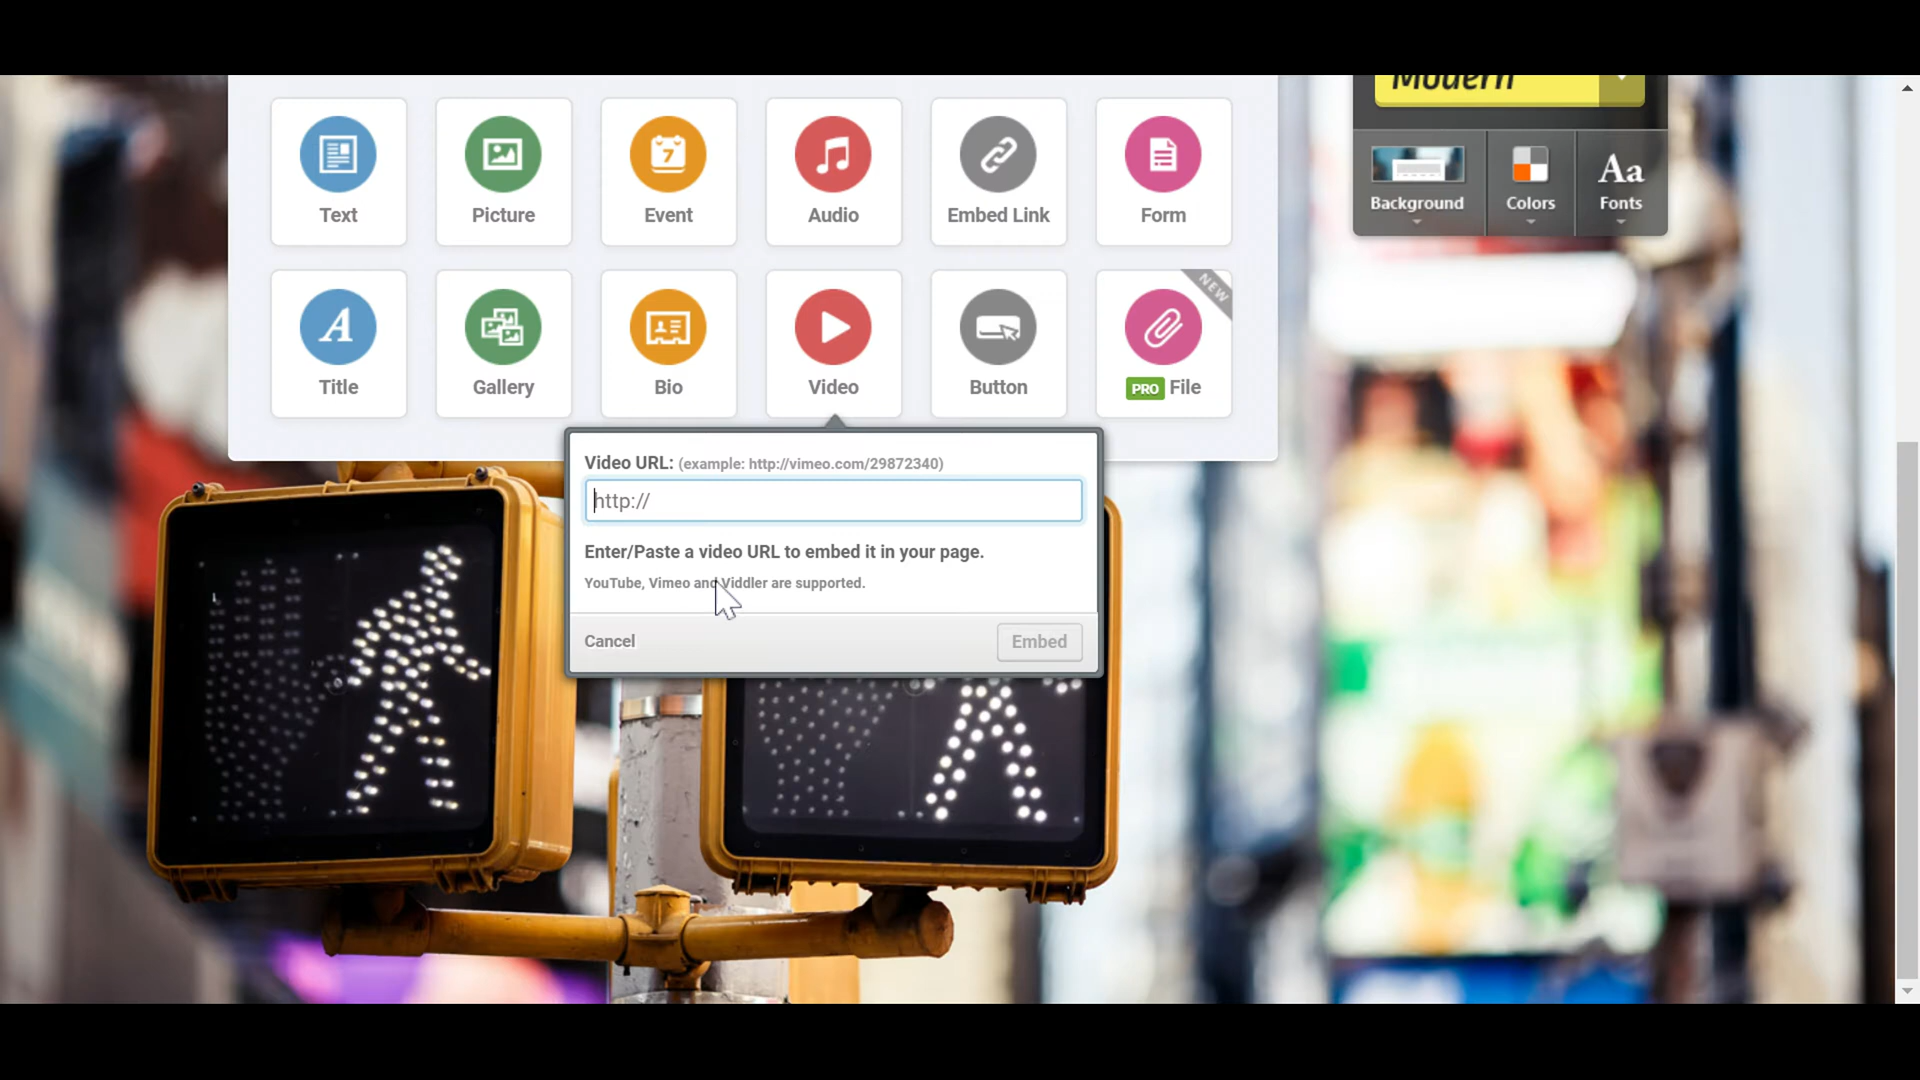 Modern
Text
Picture
Event
7
Audio
Embed Link
Form
Background
Colors
Aa
Fonts
A
Title
Gallery
Bio
Video
Button
NEW
PRO File
Video URL: (example: http://vimeo.com/29872340)
http://
Enter/Paste a video URL to embed it in your page.
YouTube, Vimeo and Viddler are supported.
Cancel
Embed